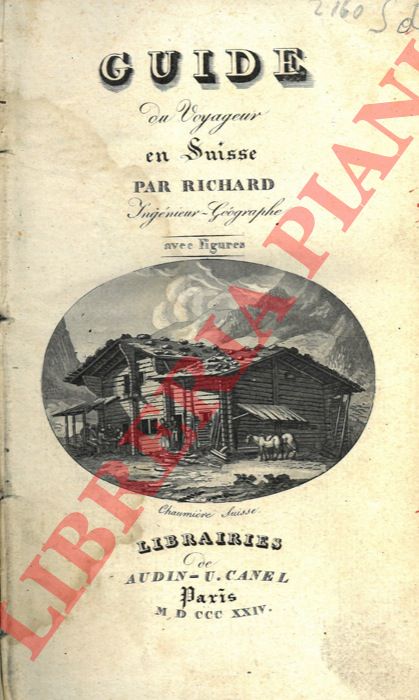 2160 S d
GUIDE
du Voyageur
en Suisse
PAR RICHARD
Ingénieur-Géographe
avec Figures
Chaumière Suisse.
LIBRAIRIES
de
AUDIN - U. CANEL
Paris
M D CCC XXIV.
LIBRERIA PIANI